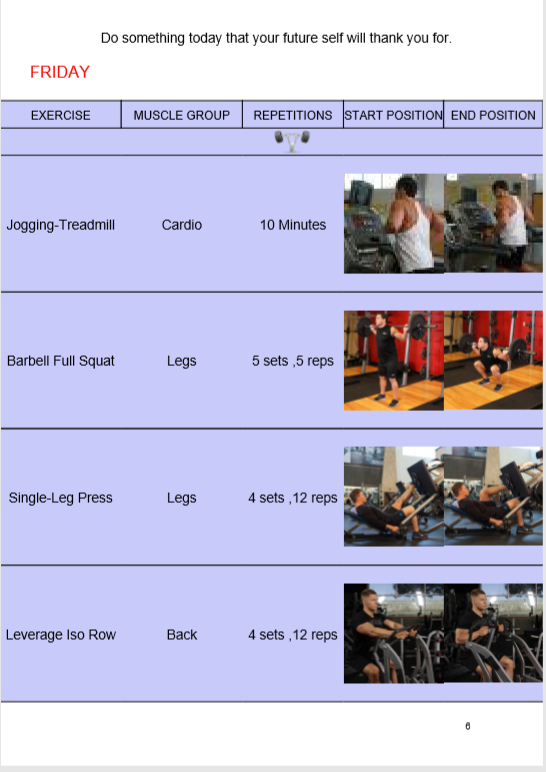 Do something today that your future self will thank you for.
FRIDAY
EXERCISE MUSCLE GROUP REPETITIONS START POSITION END POSITION
Jogging-Treadmill Cardio 10 Minutes
Barbell Full Squat Legs 5 sets ,5 reps
Single-Leg Press Legs 4 sets ,12 reps
Leverage Iso Row Back 4 sets ,12 reps
6